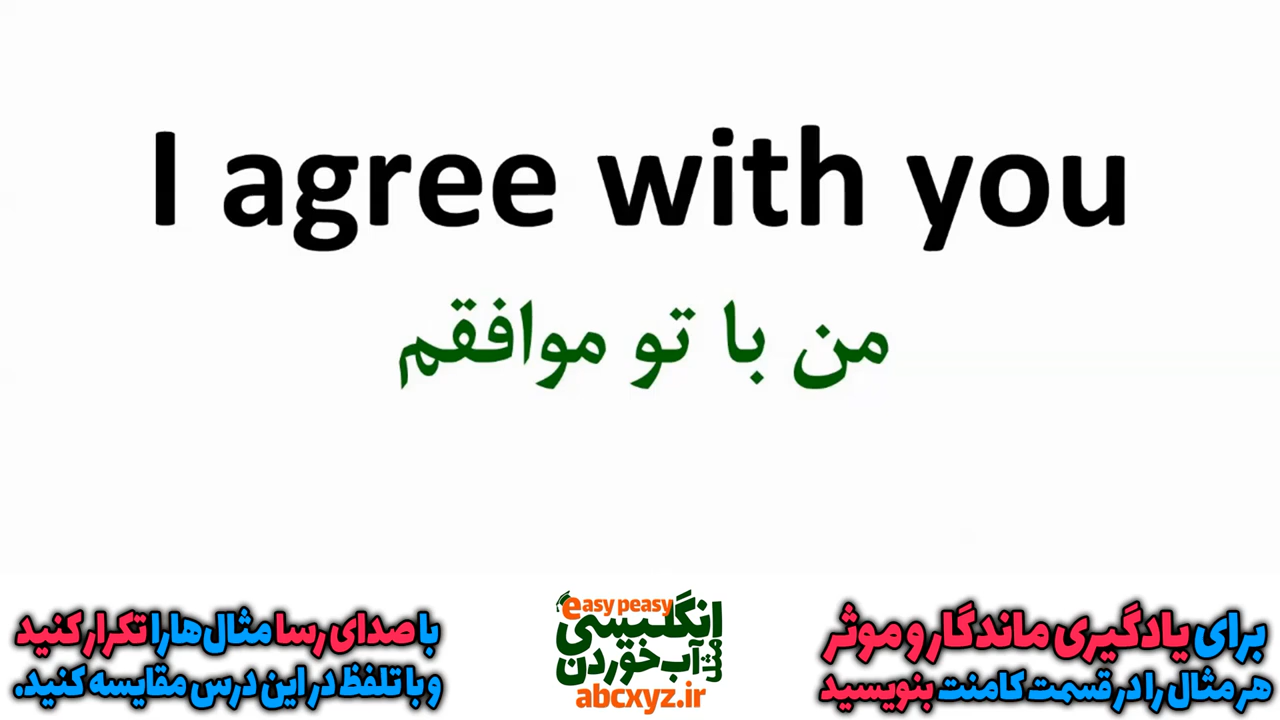 I agree with you
من با تو موافقم
برای یادگیری ماندگار و موثر
هر مثال را در قسمت کامنت بنویسید
easy peasy
انگلیسی
مثل آب خوردن
abcxyz.ir
با صدای رسا مثال‌ها را تکرار کنید
و با تلفظ در این درس مقایسه کنید.